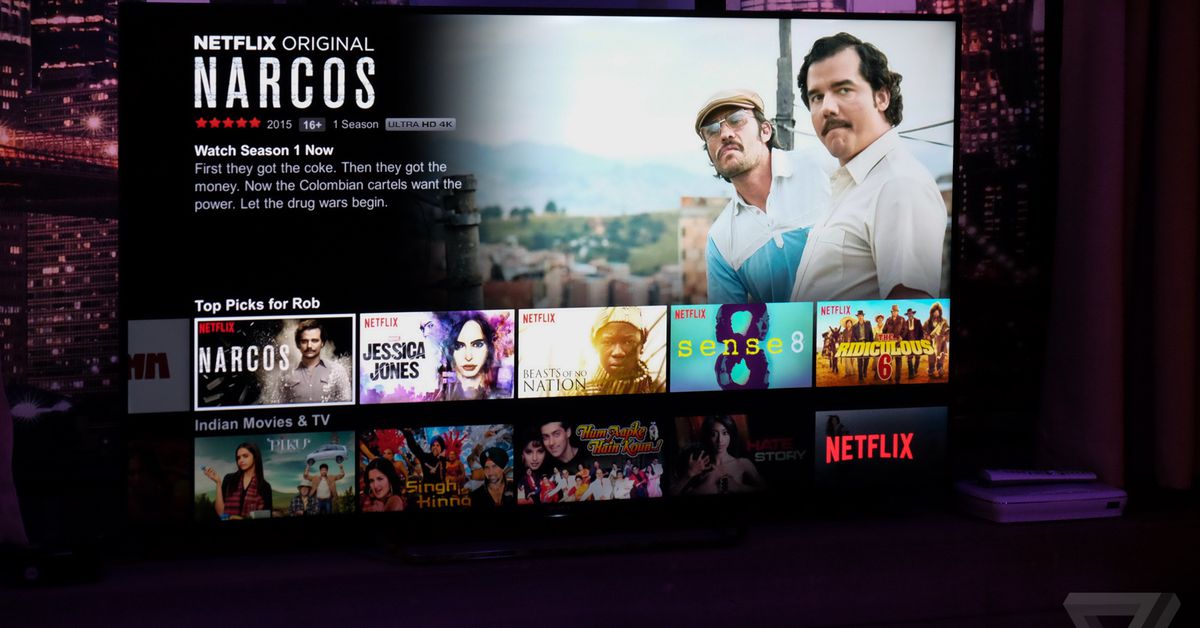 NETFLIX ORIGINAL
NARCOS
2015 16+ 1 Season ULTRA HD 4K
Watch Season 1 Now
First they got the coke. Then they got the
money. Now the Colombian cartels want the
power. Let the drug wars begin.
Top Picks for Rob
NETFLIX
NARCOS
NETFLIX
JESSICA
JONES
NETFLIX
BEASTS OF NO
NATION
NETFLIX
sense8
NETFLIX
THE
RIDICULOUS
6
Indian Movies & TV
PIKU
Singh is
Kinng
Hum Aapke
Hain Koun..!
HATE
STORY
NETFLIX